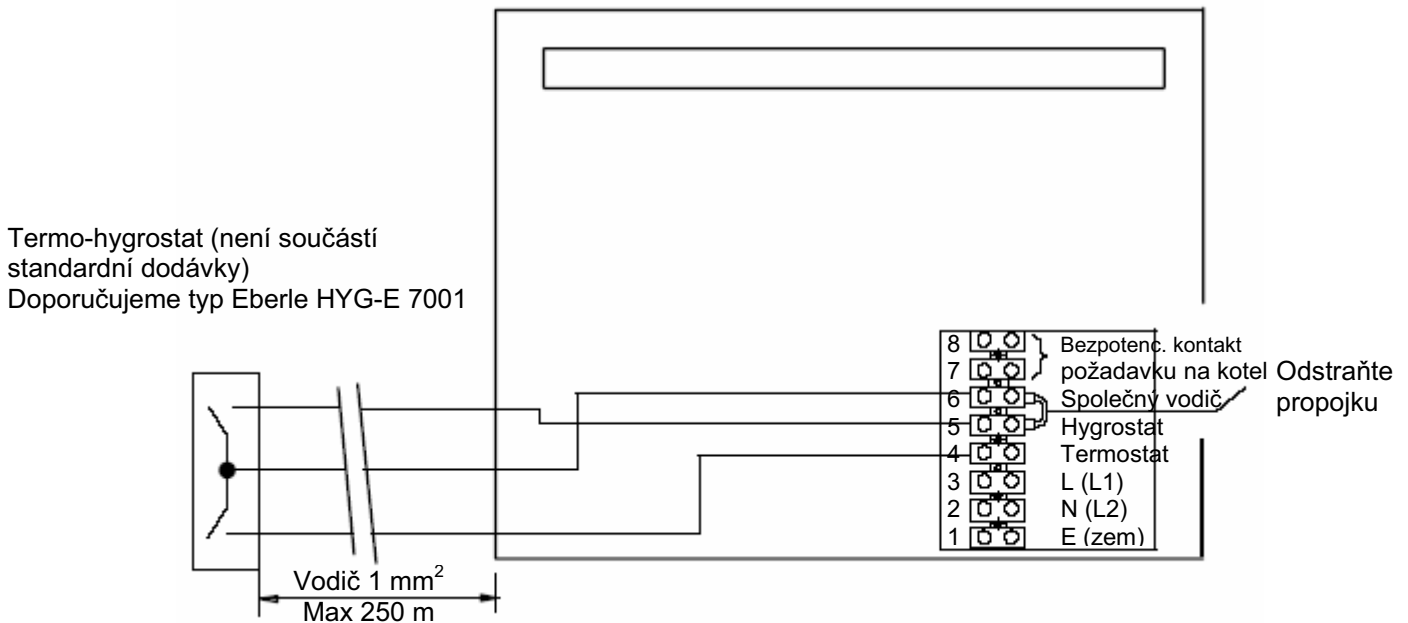 Termo-hygrostat (není součástí
standardní dodávky)
Doporučujeme typ Eberle HYG-E 7001
8 Bezpotenc. kontakt
7 požadavku na kotel
6 Společný vodič
5 Hygrostat
4 Termostat
3 L (L1)
2 N (L2)
1 E (zem)
Odstraňte
propojku
Vodič 1 mm²
Max 250 m